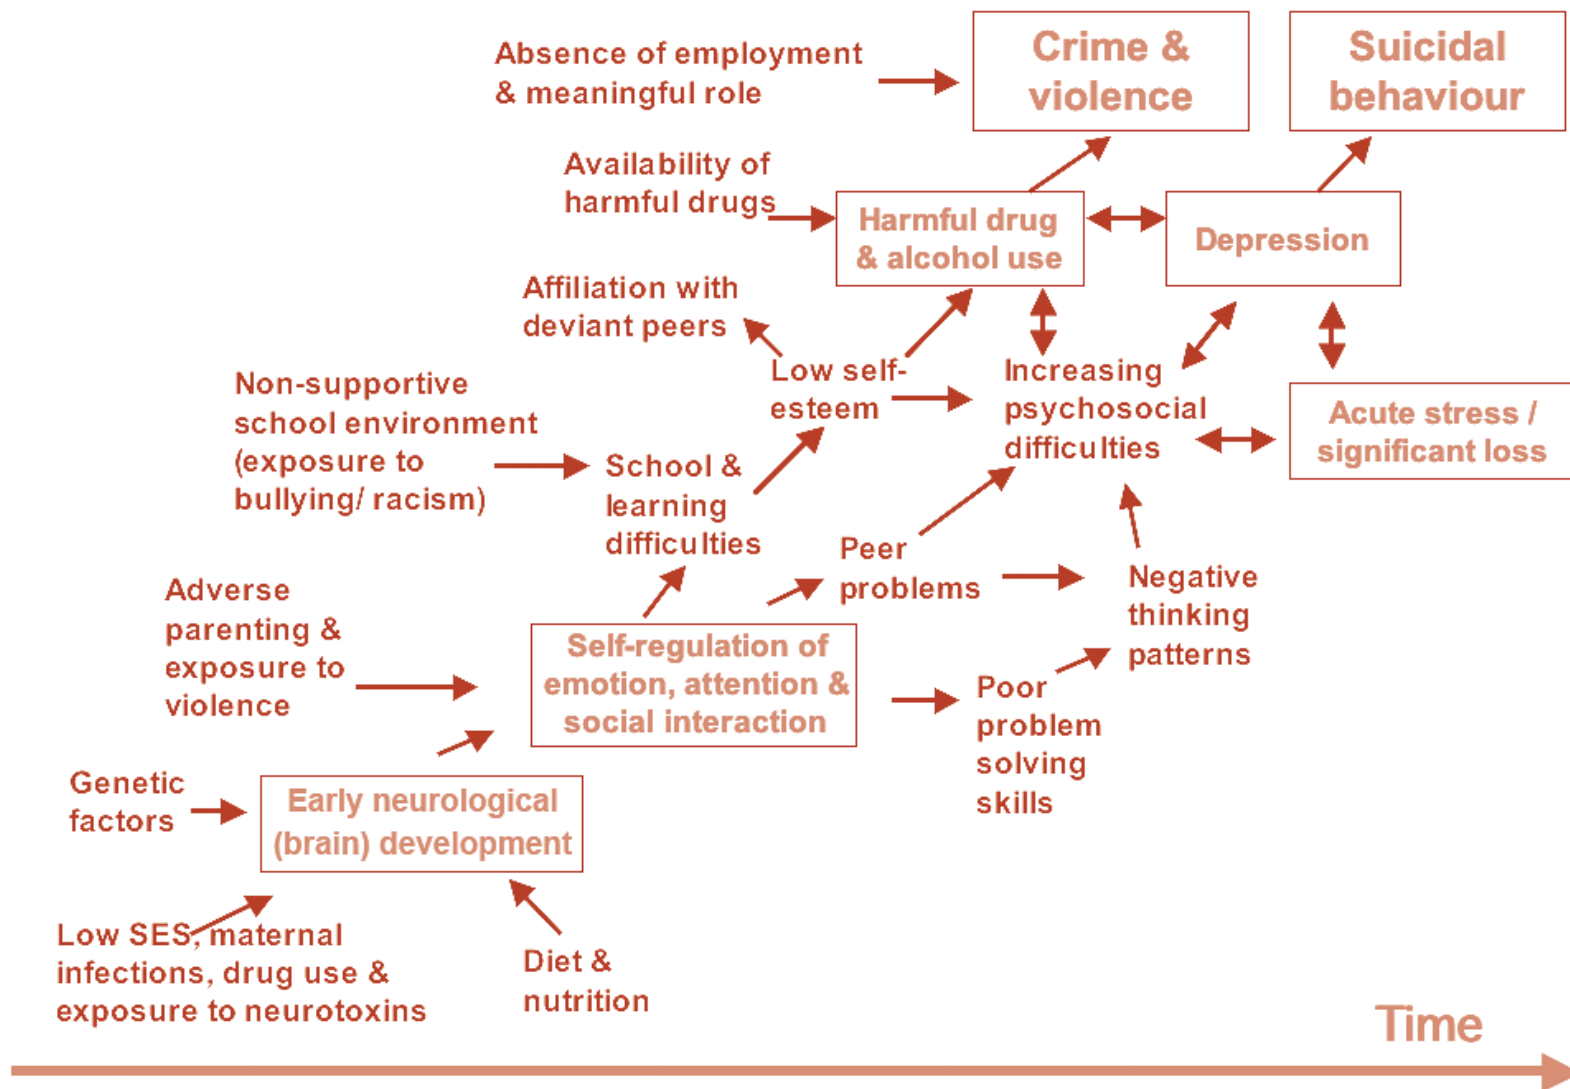 Absence of employment
& meaningful role
Crime &
violence
Suicidal
behaviour
Availability of
harmful drugs
Harmful drug
& alcohol use
Depression
Affiliation with
deviant peers
Low self-
esteem
Increasing
psychosocial
difficulties
Acute stress /
significant loss
Non-supportive
school environment
(exposure to
bullying/ racism)
School &
learning
difficulties
Peer
problems
Negative
thinking
patterns
Adverse
parenting &
exposure to
violence
Self-regulation of
emotion, attention &
social interaction
Poor
problem
solving
skills
Genetic
factors
Early neurological
(brain) development
Low SES, maternal
infections, drug use &
exposure to neurotoxins
Diet &
nutrition
Time